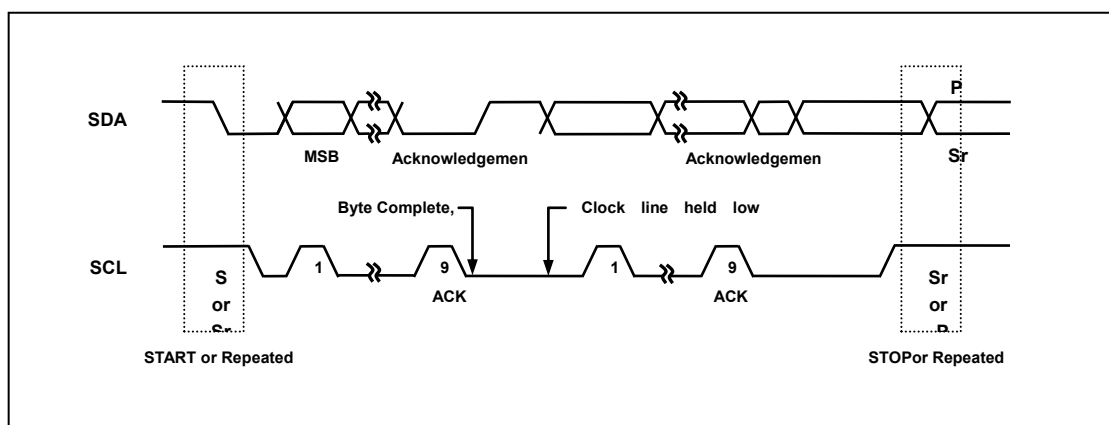 P
SDA
MSB
Acknowledgemen
Acknowledgemen
Sr
Byte Complete,
Clock line held low
SCL
1
9
1
9
ACK
ACK
S
or
Sr
Sr
or
P
START or Repeated
STOPor Repeated